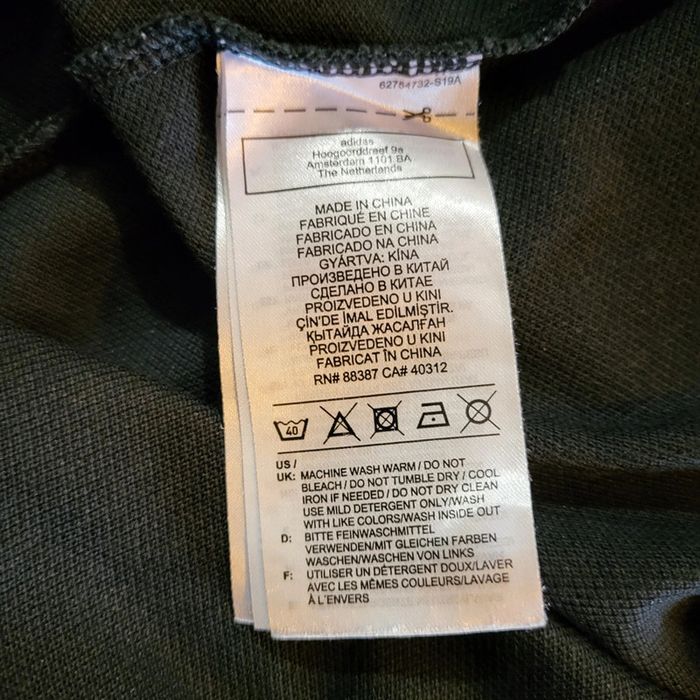 62784732-S19A
adidas
Hoogoorddreef 9a
Amsterdam 1101 BA
The Netherlands
MADE IN CHINA
FABRIQUÉ EN CHINE
FABRICADO EN CHINA
FABRICADO NA CHINA
GYÁRTVA: KÍNA
ПРОИЗВЕДЕНО В КИТАЙ
СДЕЛАНО В КИТАЕ
PROIZVEDENO U KINI
ÇİN'DE İMAL EDİLMİŞTİR.
ҚЫТАЙДА ЖАСАЛҒАН
PROIZVEDENO U KINI
FABRICAT ÎN CHINA
RN# 88387 CA# 40312
40
US /
UK: MACHINE WASH WARM / DO NOT
BLEACH / DO NOT TUMBLE DRY / COOL
IRON IF NEEDED / DO NOT DRY CLEAN
USE MILD DETERGENT ONLY/WASH
WITH LIKE COLORS/WASH INSIDE OUT
D: BITTE FEINWASCHMITTEL
VERWENDEN/MIT GLEICHEN FARBEN
WASCHEN/WASCHEN VON LINKS
F: UTILISER UN DÉTERGENT DOUX/LAVER
AVEC LES MÊMES COULEURS/LAVAGE
À L'ENVERS